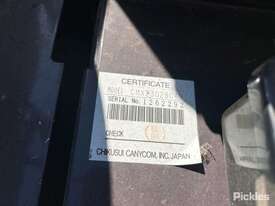 CERTIFICATE
MODEL
SERIAL No. 1262292
CHECK
CHIKUSUI CANYCOM, INC. JAPAN
Pickles